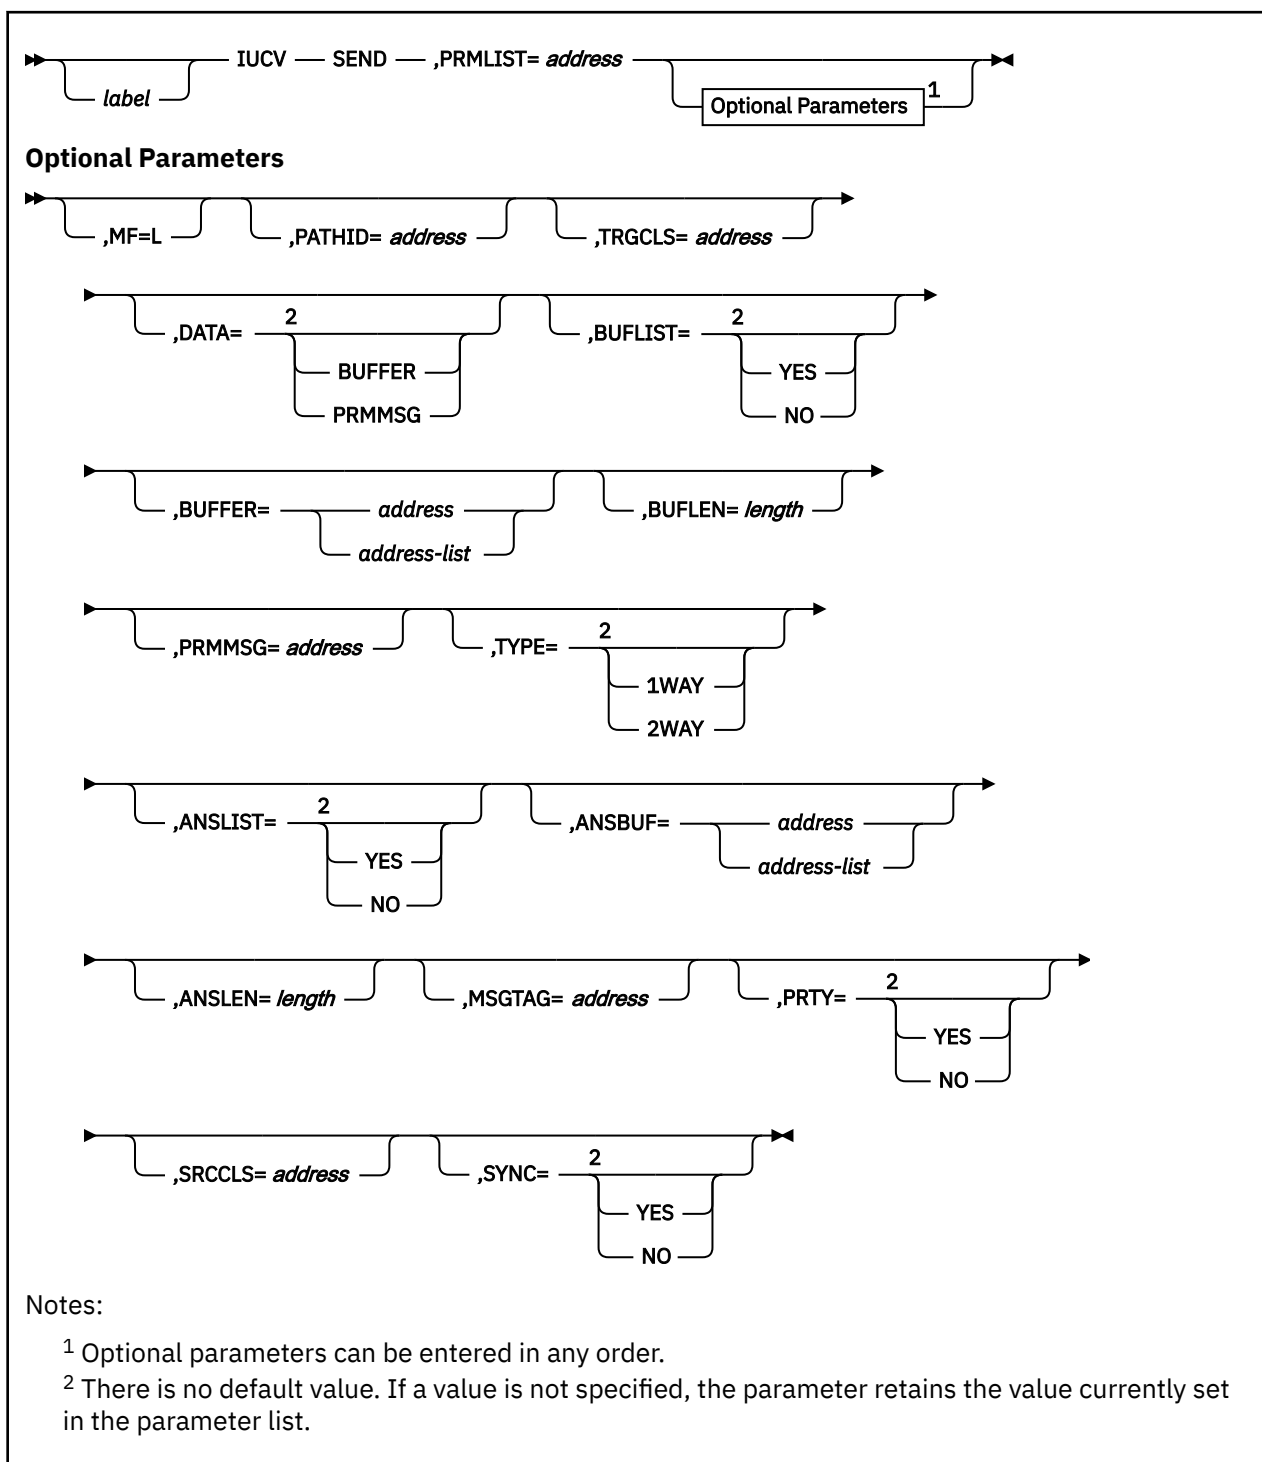 IUCV SEND ,PRMLIST= address
label
Optional Parameters 1
Optional Parameters
,MF=L ,PATHID= address ,TRGCLS= address
,DATA= 2 ,BUFLIST= 2
BUFFER YES
PRMMSG NO
,BUFFER= address ,BUFLEN= length
address-list
,PRMMSG= address ,TYPE= 2
1WAY
2WAY
,ANSLIST= 2 ,ANSBUF= address
YES address-list
NO
,ANSLEN= length ,MSGTAG= address ,PRTY= 2
YES
NO
,SRCCLS= address ,SYNC= 2
YES
NO
Notes:
1 Optional parameters can be entered in any order.
2 There is no default value. If a value is not specified, the parameter retains the value currently set
in the parameter list.